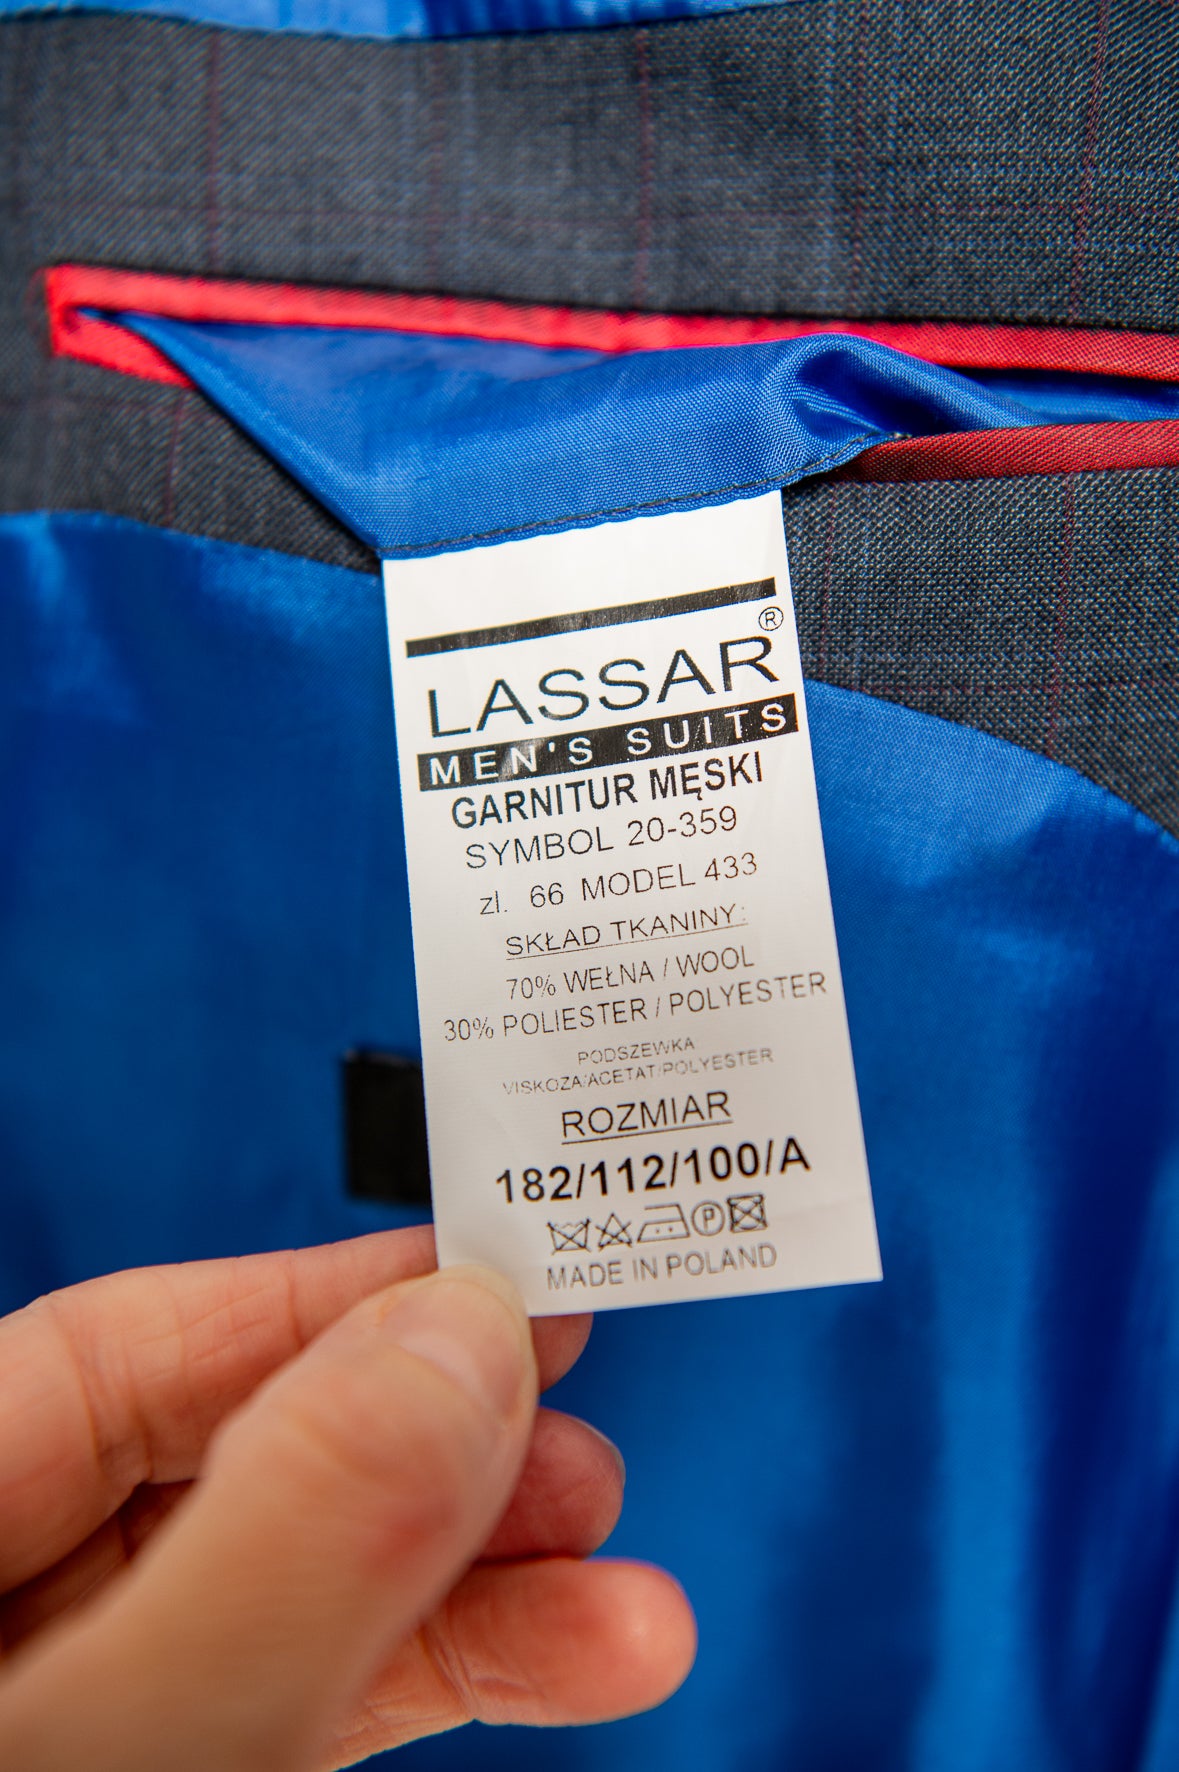 ®
LASSAR
MEN'S SUITS
GARNITUR MĘSKI
SYMBOL 20-359
zl. 66 MODEL 433
SKŁAD TKANINY:
70% WEŁNA / WOOL
30% POLIESTER / POLYESTER
PODSZEWKA
VISKOZA/ACETAT/POLYESTER
ROZMIAR
182/112/100/A
P
MADE IN POLAND